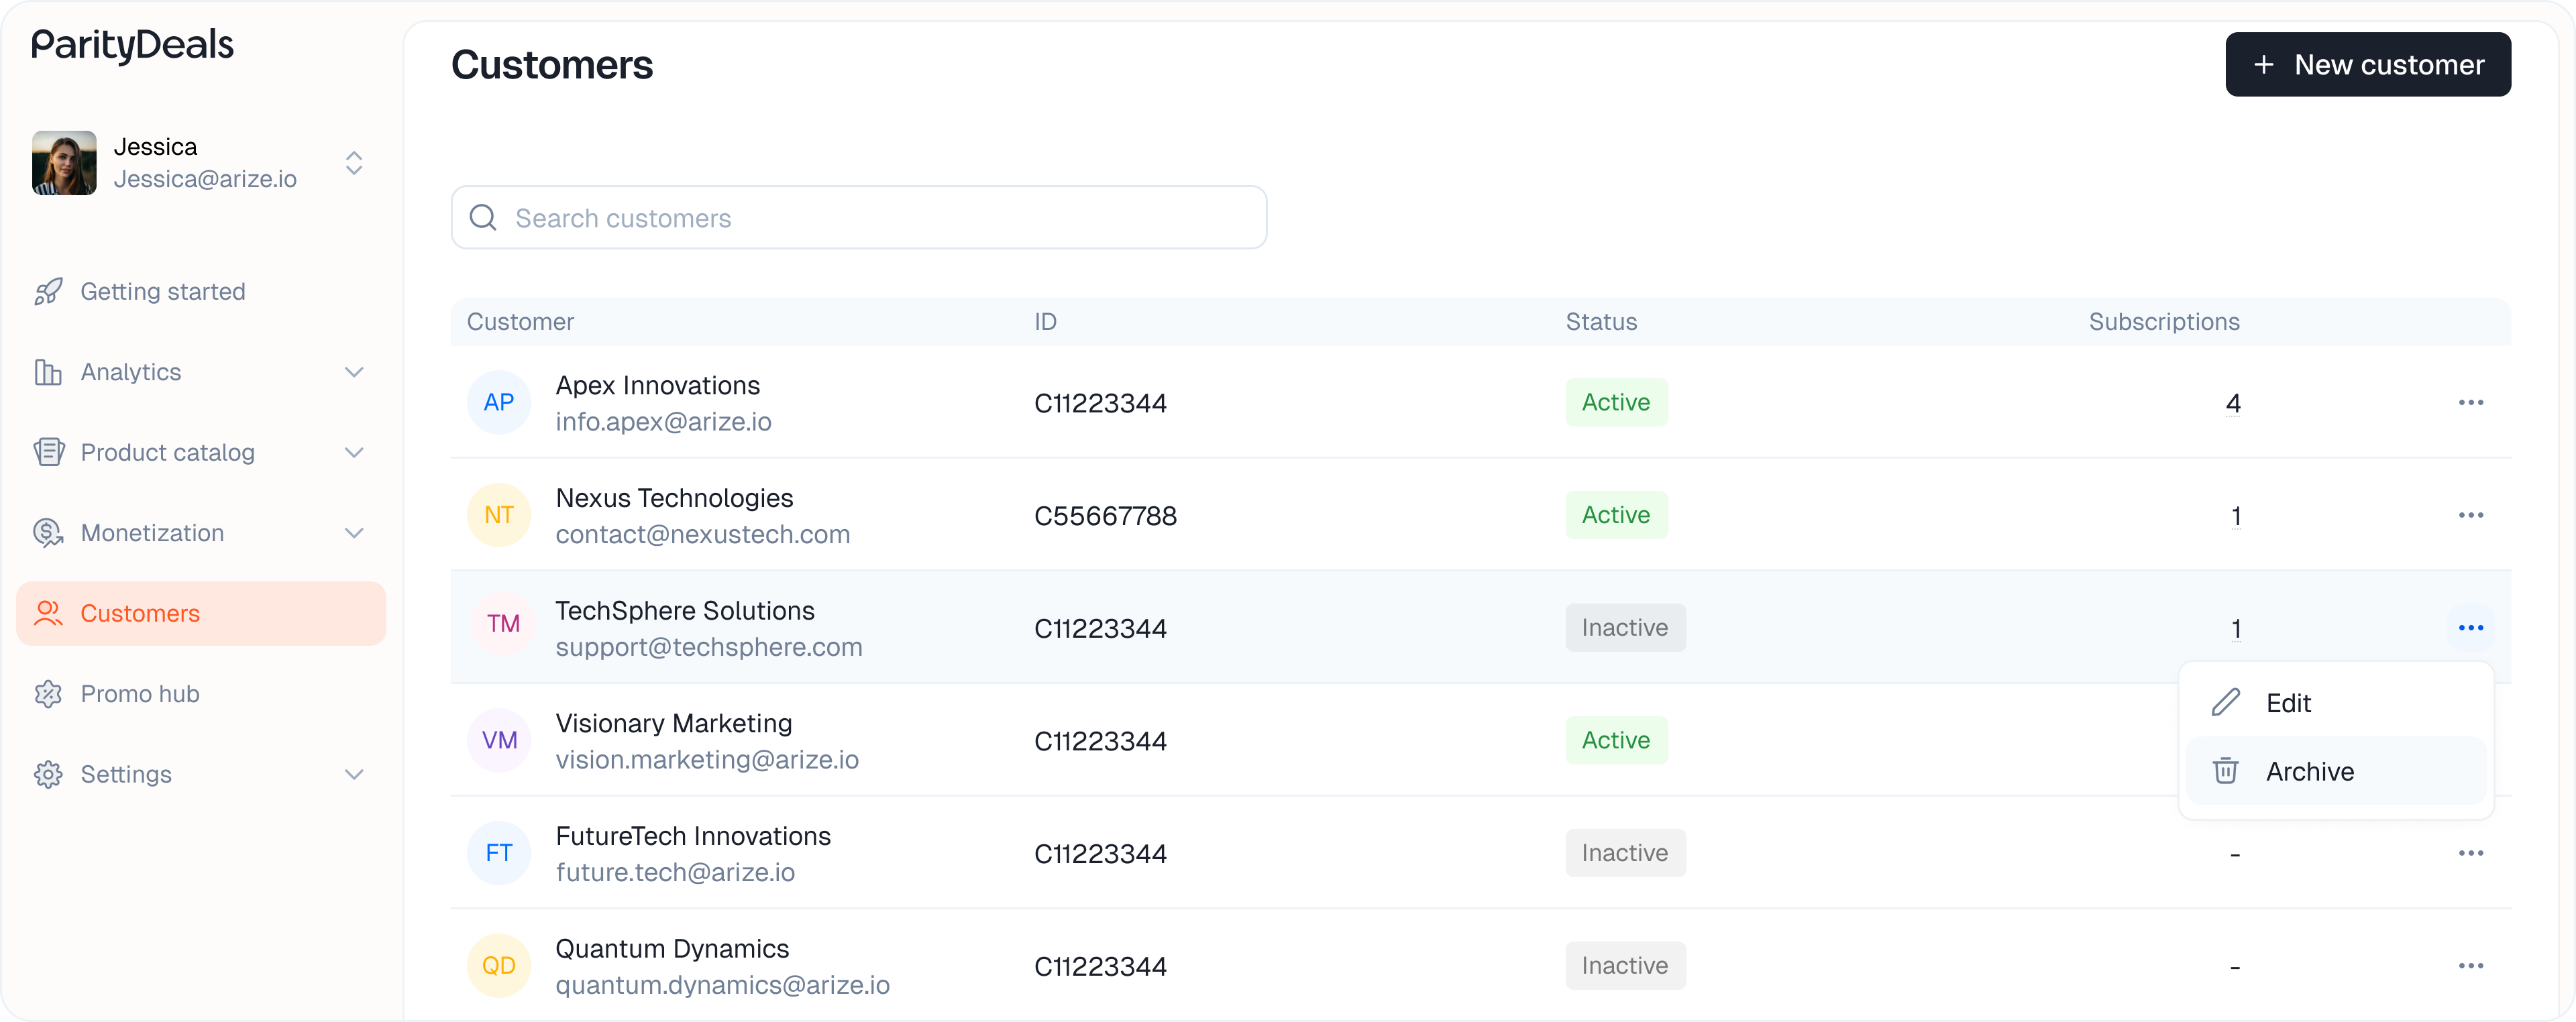 ParityDeals
Jessica
Jessica@arize.io
Getting started
Analytics
Product catalog
Monetization
Customers
Promo hub
Settings
Customers
+ New customer
Search customers
Customer ID Status Subscriptions
AP Apex Innovations
info.apex@arize.io
C11223344 Active 4
NT Nexus Technologies
contact@nexustech.com
C55667788 Active 1
TM TechSphere Solutions
support@techsphere.com
C11223344 Inactive 1
Edit
Archive
VM Visionary Marketing
vision.marketing@arize.io
C11223344 Active
FT FutureTech Innovations
future.tech@arize.io
C11223344 Inactive -
QD Quantum Dynamics
quantum.dynamics@arize.io
C11223344 Inactive -